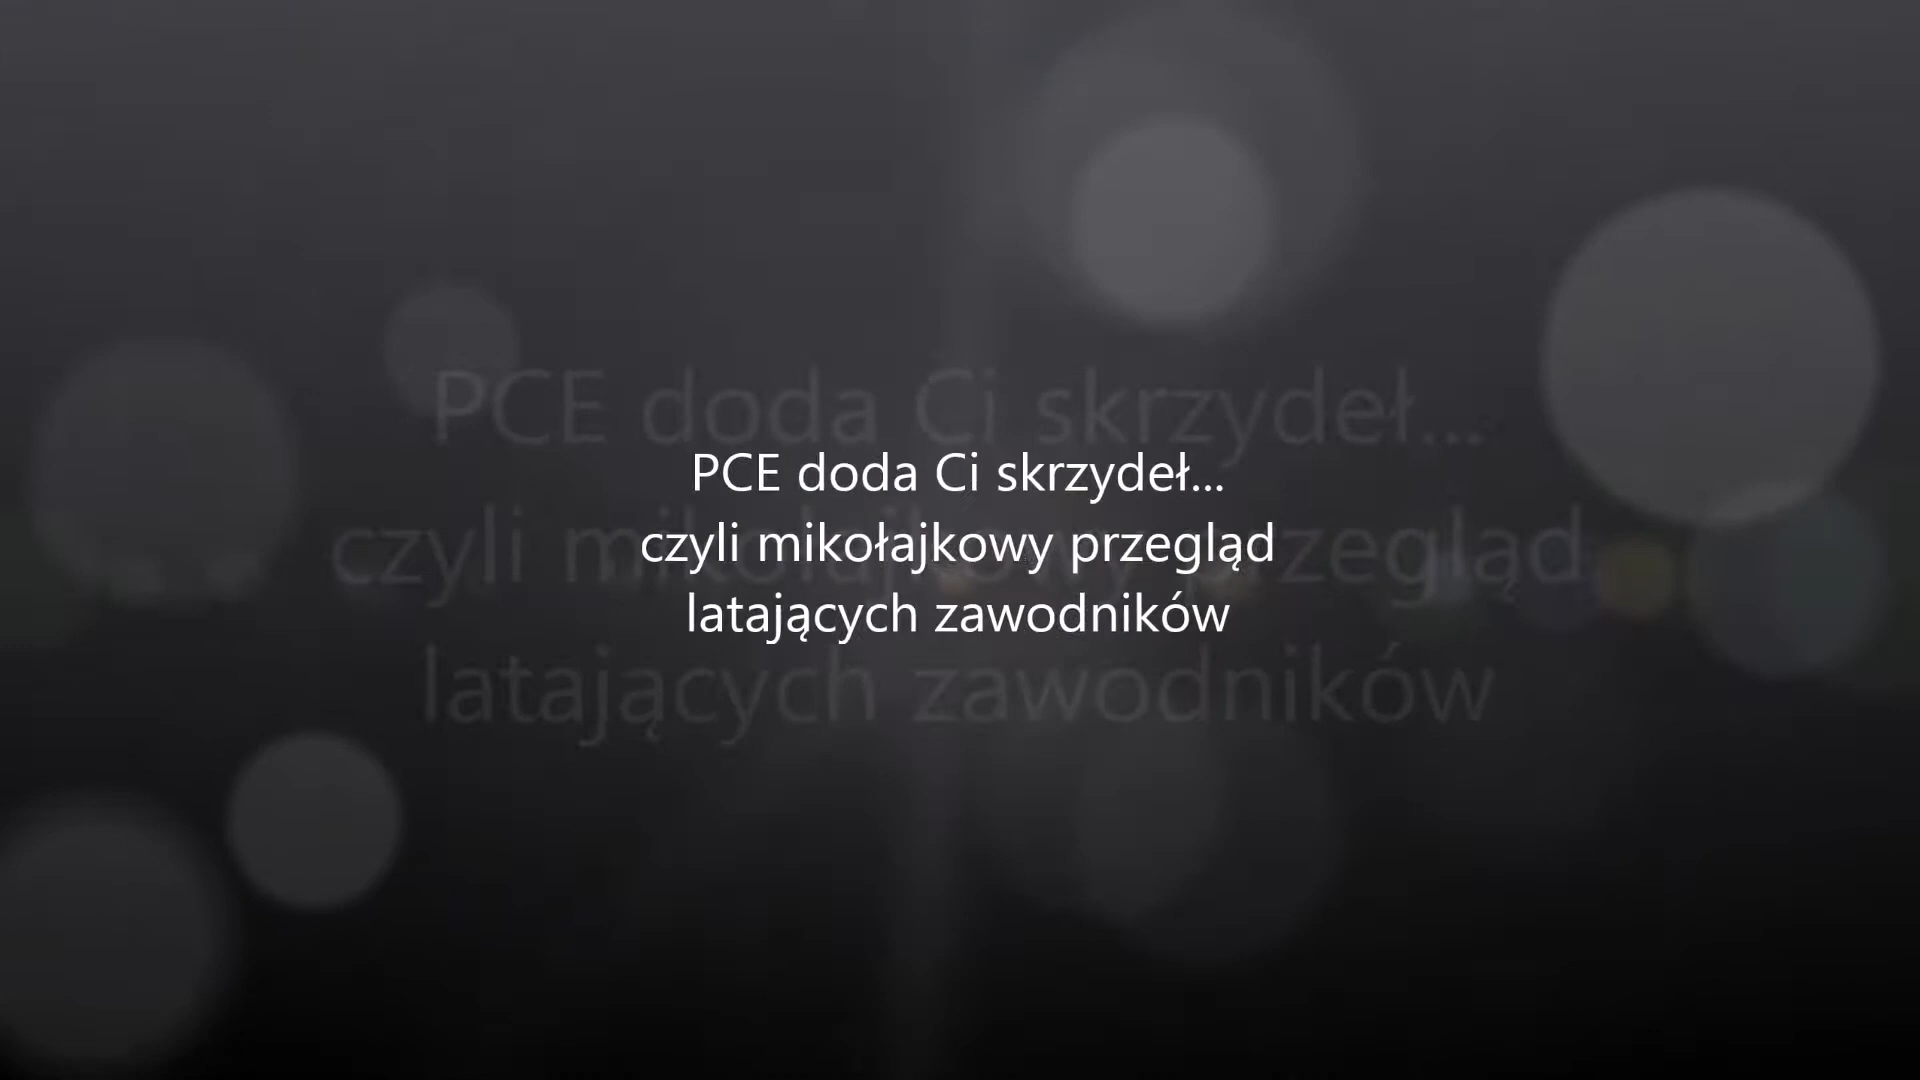 PCE doda Ci skrzydeł...
czyli mikołajkowy przegląd
latających zawodników